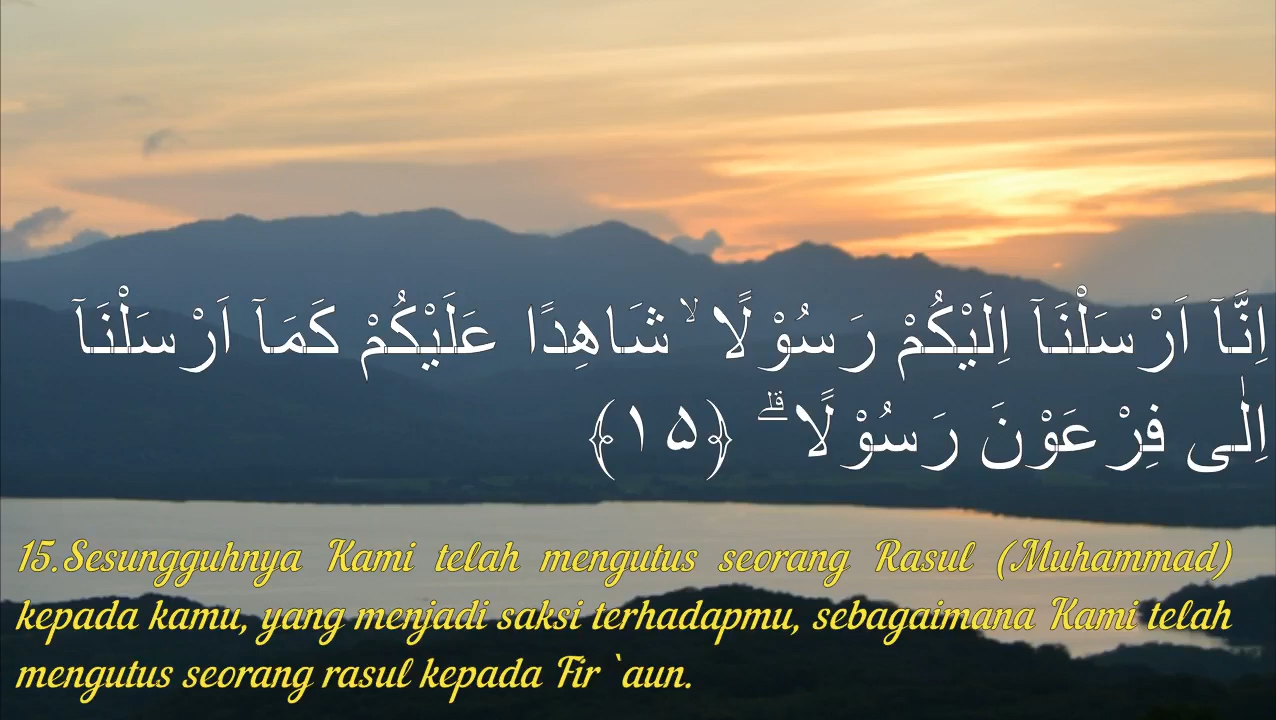 اِنَّآ اَرْسَلْنَآ اِلَيْكُمْ رَسُوْلًا ۙ شَاهِدًا عَلَيْكُمْ كَمَآ اَرْسَلْنَآ
اِلٰى فِرْعَوْنَ رَسُوْلًا ۗ ﴿۱۵﴾
15.Sesungguhnya Kami telah mengutus seorang Rasul (Muhammad)
kepada kamu, yang menjadi saksi terhadapmu, sebagaimana Kami telah
mengutus seorang rasul kepada Fir `aun.